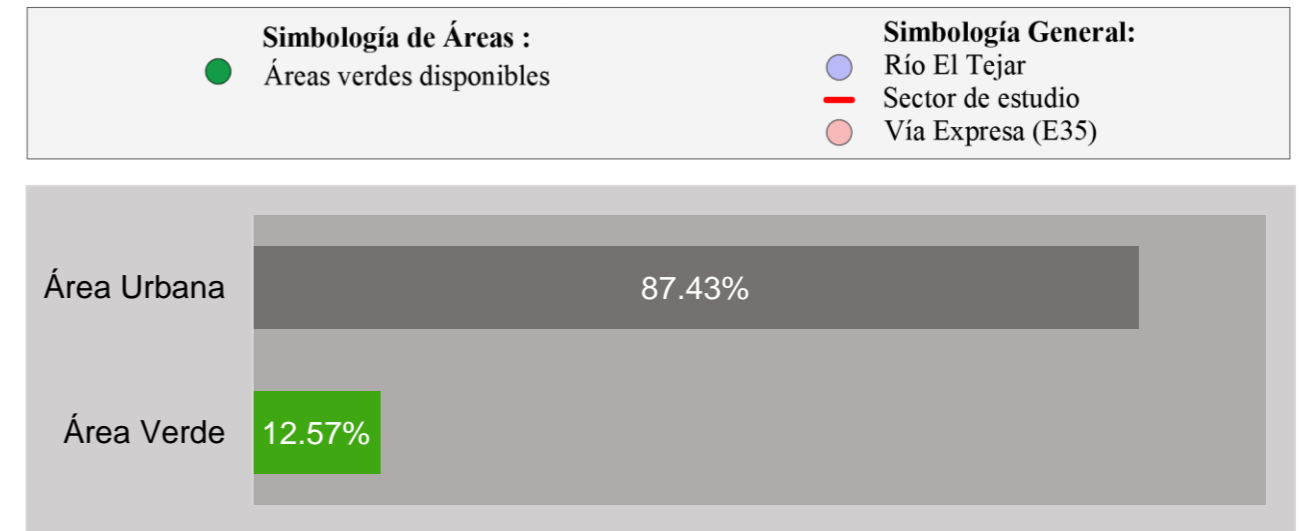 Simbología de Áreas :
Áreas verdes disponibles
Simbología General:
Río El Tejar
Sector de estudio
Vía Expresa (E35)
Área Urbana
87.43%
Área Verde
12.57%